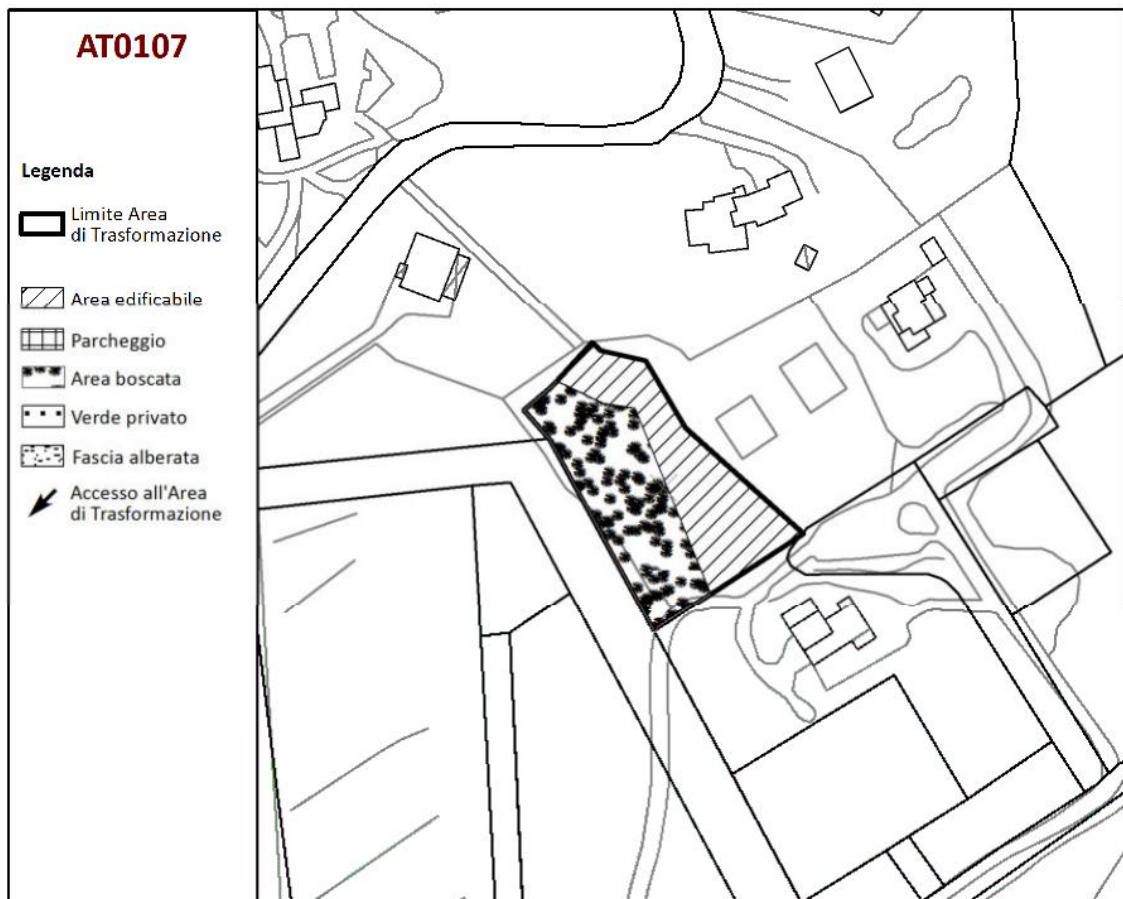 AT0107
Legenda
Limite Area
di Trasformazione
Area edificabile
Parcheggio
Area boscata
Verde privato
Fascia alberata
Accesso all'Area
di Trasformazione